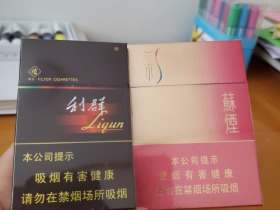 FILTER CIGARETTES
利群
Liqun
本公司提示
吸烟有害健康
请勿在禁烟场所吸烟
蘇煙
本公司提示
吸烟有害健康
请勿在禁烟场所吸烟